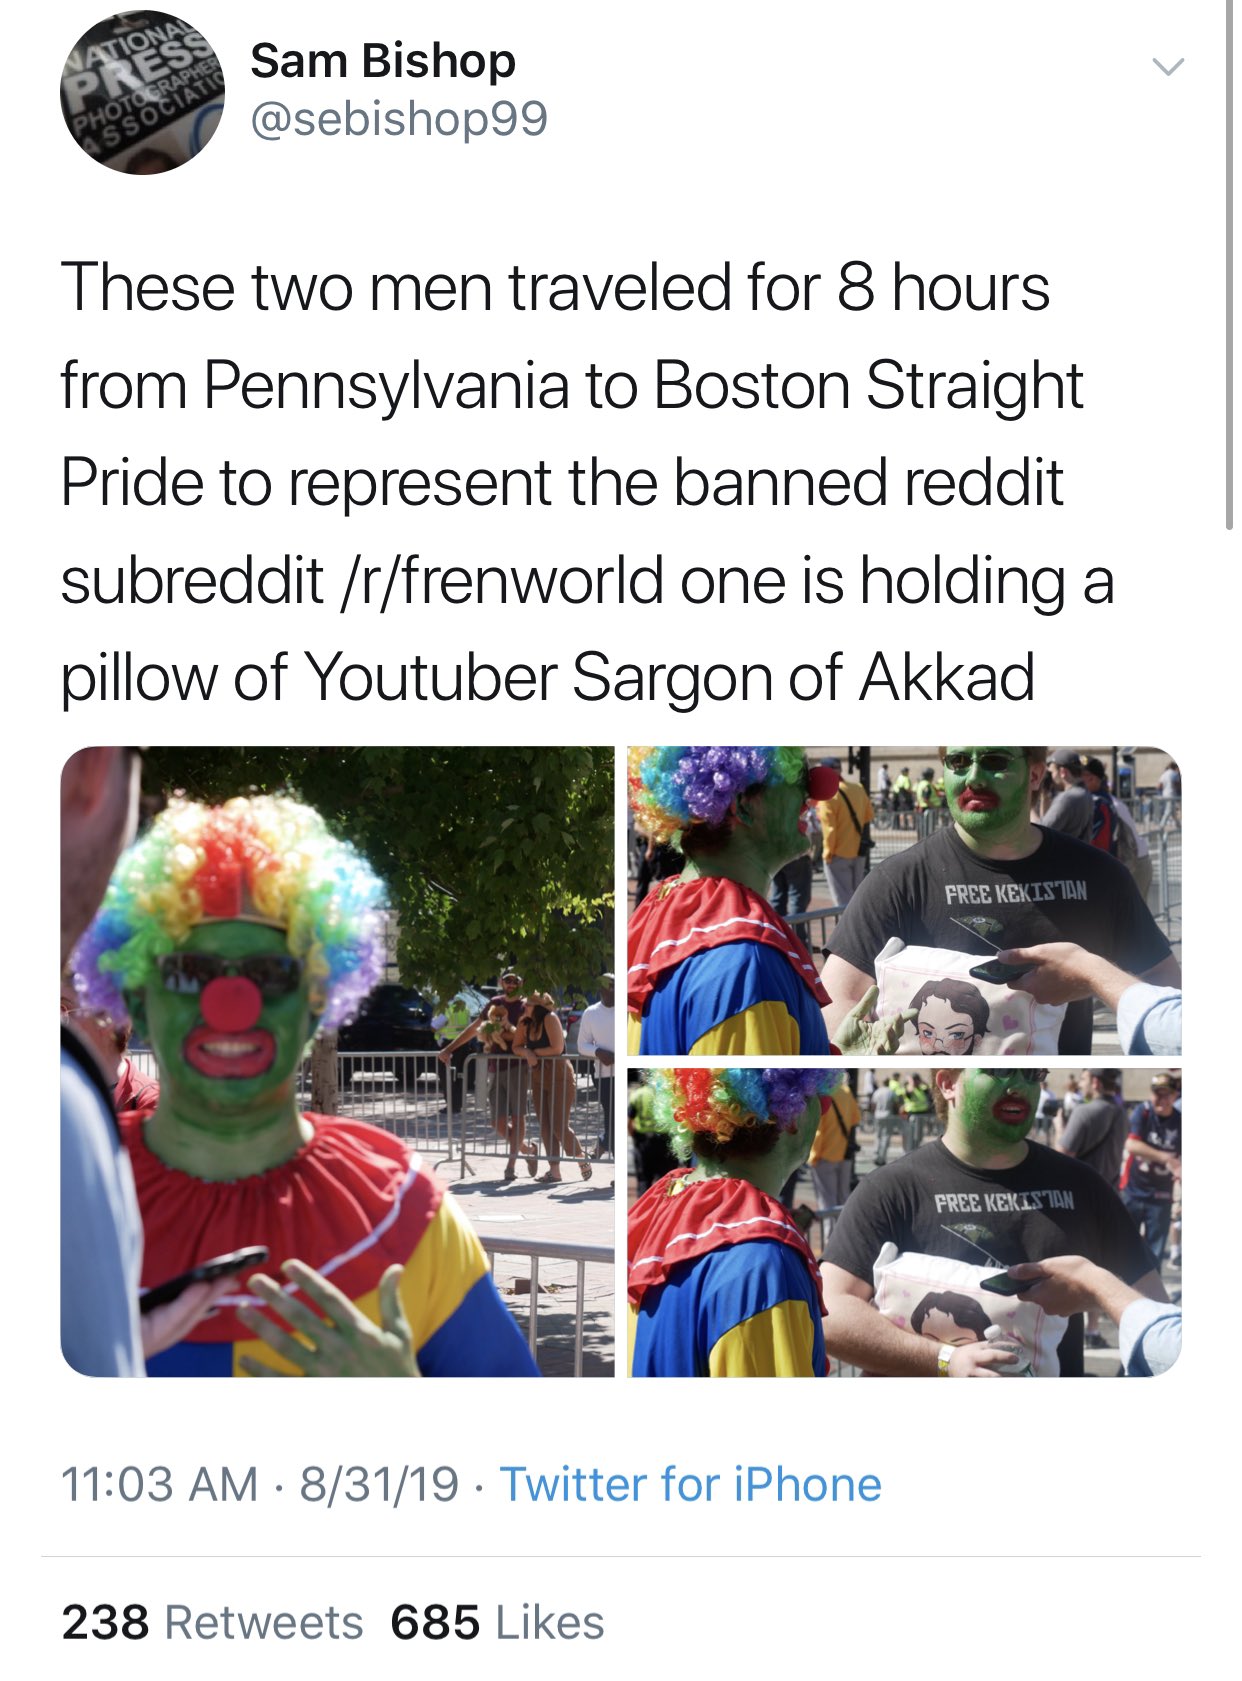 NATIONAL
PRESS
PHOTOGRAPHER
ASSOCIATIO
Sam Bishop
@sebishop99
These two men traveled for 8 hours
from Pennsylvania to Boston Straight
Pride to represent the banned reddit
subreddit /r/frenworld one is holding a
pillow of Youtuber Sargon of Akkad
FREE KEKISTAN
FREE KEKISTAN
11:03 AM · 8/31/19 · Twitter for iPhone
238 Retweets 685 Likes